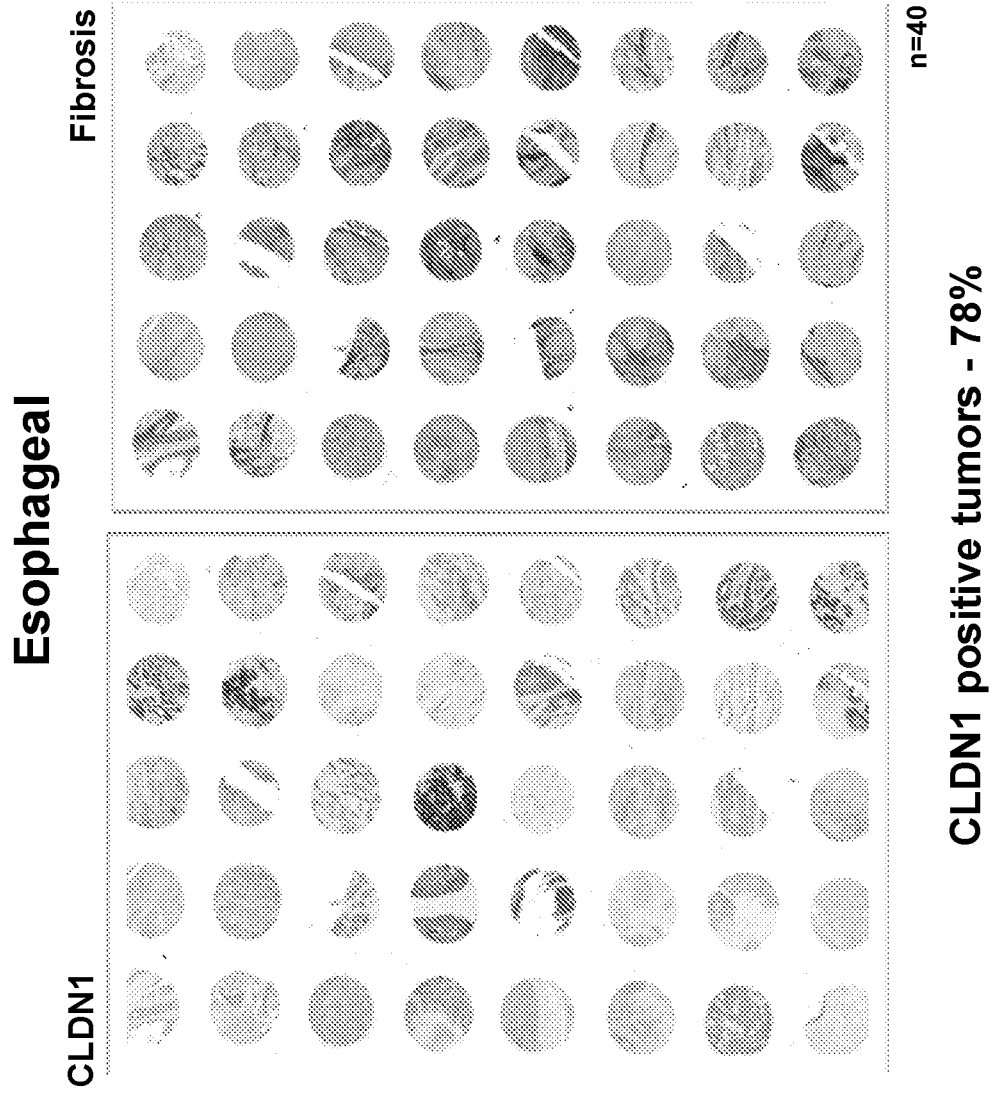 Esophageal
CLDN1
Fibrosis
n=40
CLDN1 positive tumors - 78%